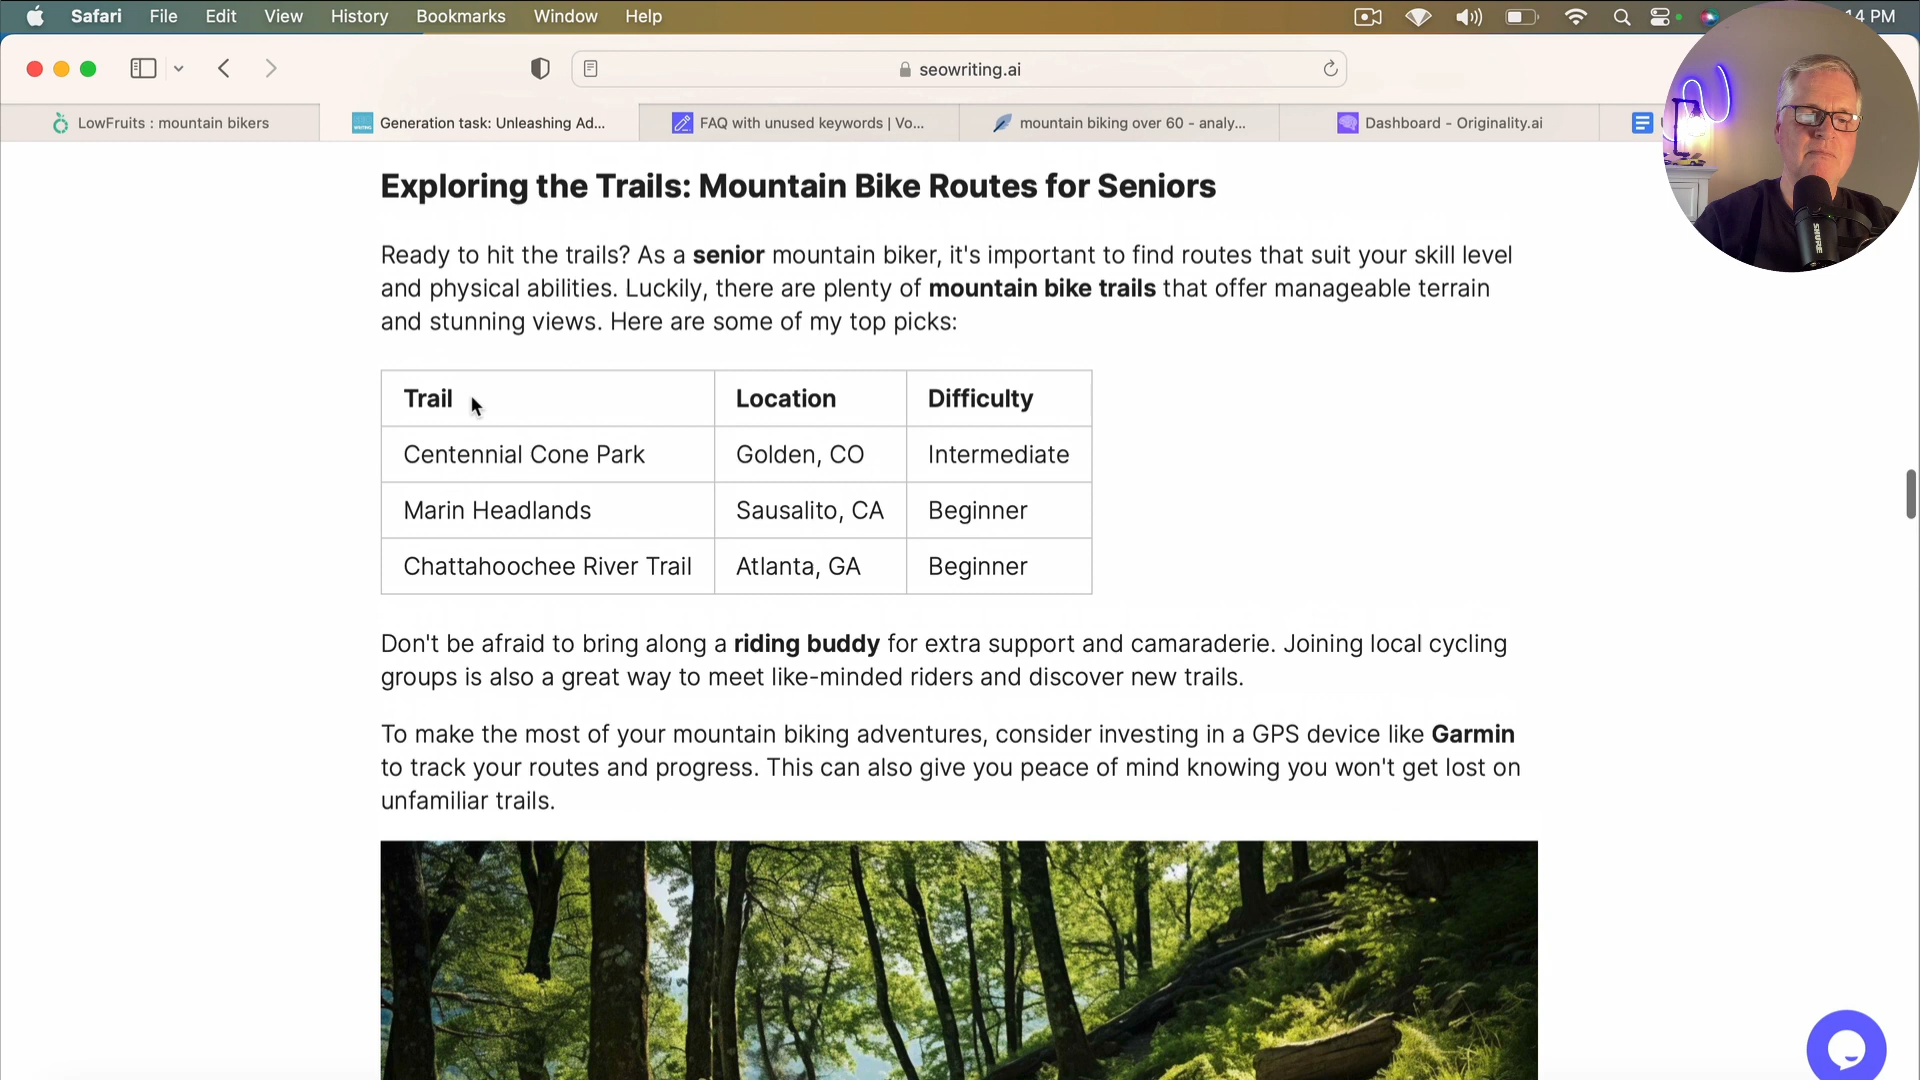 Safari File Edit View History Bookmarks Window Help
14 PM
seowriting.ai
LowFruits : mountain bikers
Generation task: Unleashing Ad...
FAQ with unused keywords | Vo...
mountain biking over 60 - analy...
Dashboard - Originality.ai
Exploring the Trails: Mountain Bike Routes for Seniors
Ready to hit the trails? As a senior mountain biker, it's important to find routes that suit your skill level
and physical abilities. Luckily, there are plenty of mountain bike trails that offer manageable terrain
and stunning views. Here are some of my top picks:
Trail Location Difficulty
Centennial Cone Park Golden, CO Intermediate
Marin Headlands Sausalito, CA Beginner
Chattahoochee River Trail Atlanta, GA Beginner
Don't be afraid to bring along a riding buddy for extra support and camaraderie. Joining local cycling
groups is also a great way to meet like-minded riders and discover new trails.
To make the most of your mountain biking adventures, consider investing in a GPS device like Garmin
to track your routes and progress. This can also give you peace of mind knowing you won't get lost on
unfamiliar trails.
SHURE